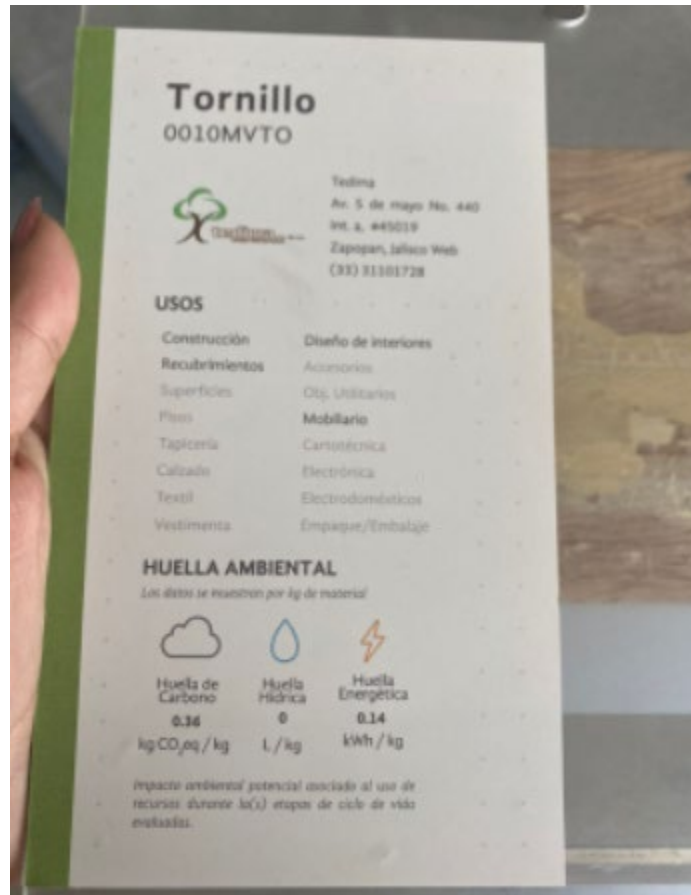 Tornillo
0010MVTO
Tedima
Av. 5 de mayo No. 440
Int. a, #45019
Zapopan, Jalisco Web
(33) 31101728
USOS
Construcción Diseño de interiores
Recubrimientos Accesorios
Superficies Obj. Utilitarios
Pisos Mobiliario
Tapicería Cartotécnica
Calzado Electrónica
Textil Electrodomésticos
Vestimenta Empaque/Embalaje
HUELLA AMBIENTAL
Los datos se muestran por kg de material
Huella de Carbono Huella Hídrica Huella Energética
0.36 0 0.14
kg CO₂eq / kg L / kg kWh / kg
Impacto ambiental potencial asociado al uso de
recursos durante la(s) etapas de ciclo de vida
evaluadas.